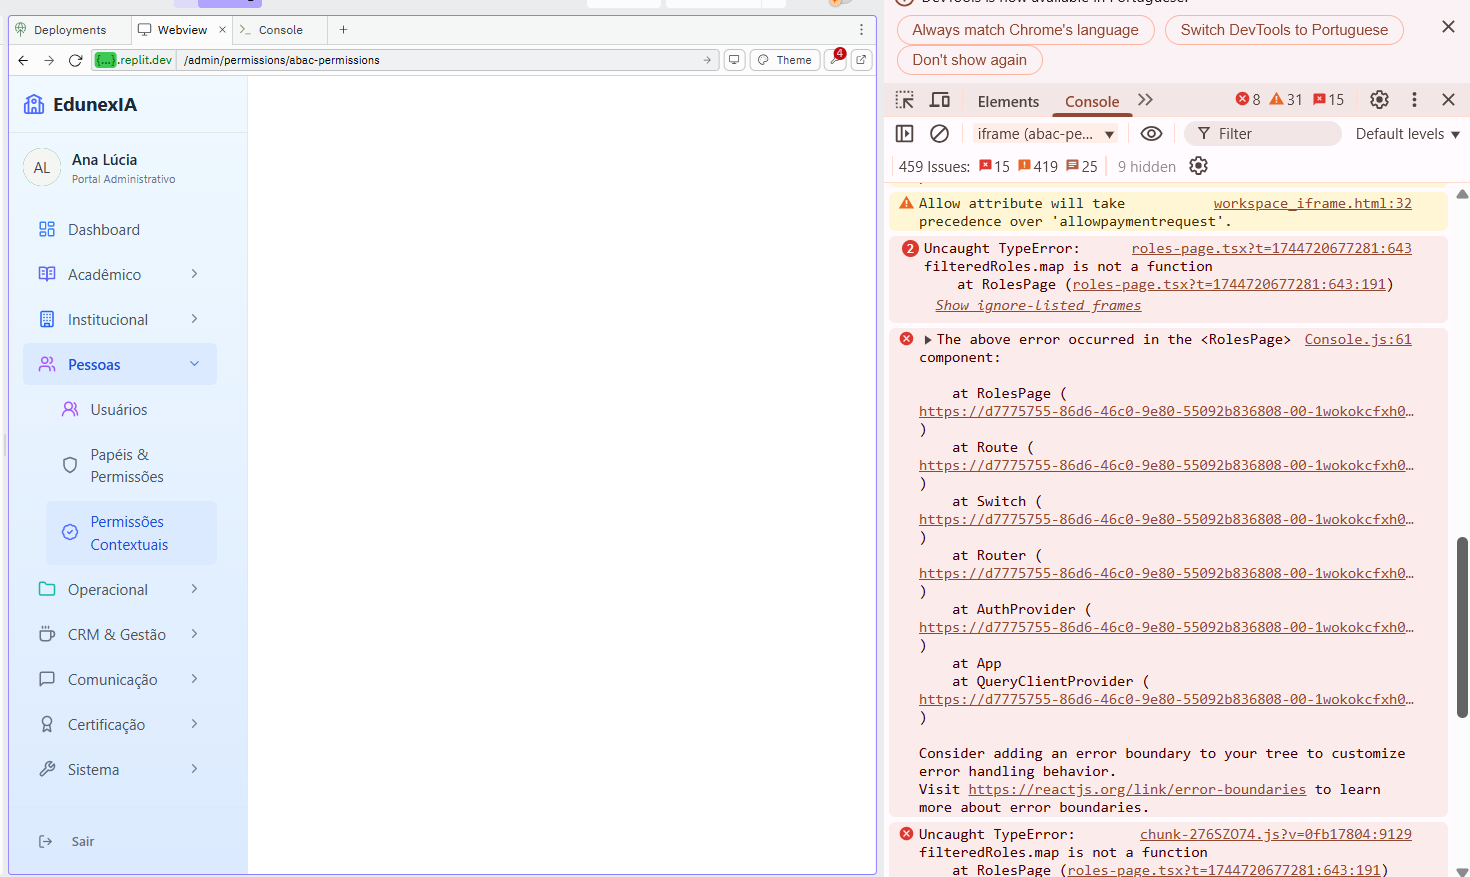 Deployments
Webview
Console
{...}.replit.dev
/admin/permissions/abac-permissions
Theme
4
EdunexIA
AL
Ana Lúcia
Portal Administrativo
Dashboard
Acadêmico
Institucional
Pessoas
Usuários
Papéis &
Permissões
Permissões
Contextuais
Operacional
CRM & Gestão
Comunicação
Certificação
Sistema
Sair
DevTools is now available in Portuguese.
Always match Chrome's language
Switch DevTools to Portuguese
Don't show again
Elements
Console
8
31
15
iframe (abac-pe...
Filter
Default levels
459 Issues:
15
419
25
9 hidden
Allow attribute will take workspace_iframe.html:32
precedence over 'allowpaymentrequest'.
2 Uncaught TypeError: roles-page.tsx?t=1744720677281:643
filteredRoles.map is not a function
at RolesPage (roles-page.tsx?t=1744720677281:643:191)
Show ignore-listed frames
The above error occurred in the <RolesPage> Console.js:61
component:
at RolesPage (
https://d7775755-86d6-46c0-9e80-55092b836808-00-1wokokcfxh0…
)
at Route (
https://d7775755-86d6-46c0-9e80-55092b836808-00-1wokokcfxh0…
)
at Switch (
https://d7775755-86d6-46c0-9e80-55092b836808-00-1wokokcfxh0…
)
at Router (
https://d7775755-86d6-46c0-9e80-55092b836808-00-1wokokcfxh0…
)
at AuthProvider (
https://d7775755-86d6-46c0-9e80-55092b836808-00-1wokokcfxh0…
)
at App
at QueryClientProvider (
https://d7775755-86d6-46c0-9e80-55092b836808-00-1wokokcfxh0…
)
Consider adding an error boundary to your tree to customize
error handling behavior.
Visit https://reactjs.org/link/error-boundaries to learn
more about error boundaries.
Uncaught TypeError: chunk-276SZO74.js?v=0fb17804:9129
filteredRoles.map is not a function
at RolesPage (roles-page.tsx?t=1744720677281:643:191)